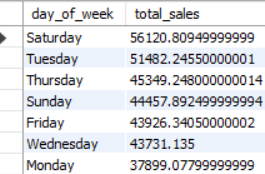 day_of_week total_sales
Saturday 56120.80949999999
Tuesday 51482.24550000001
Thursday 45349.248000000014
Sunday 44457.892499999994
Friday 43926.34050000002
Wednesday 43731.135
Monday 37899.07799999999